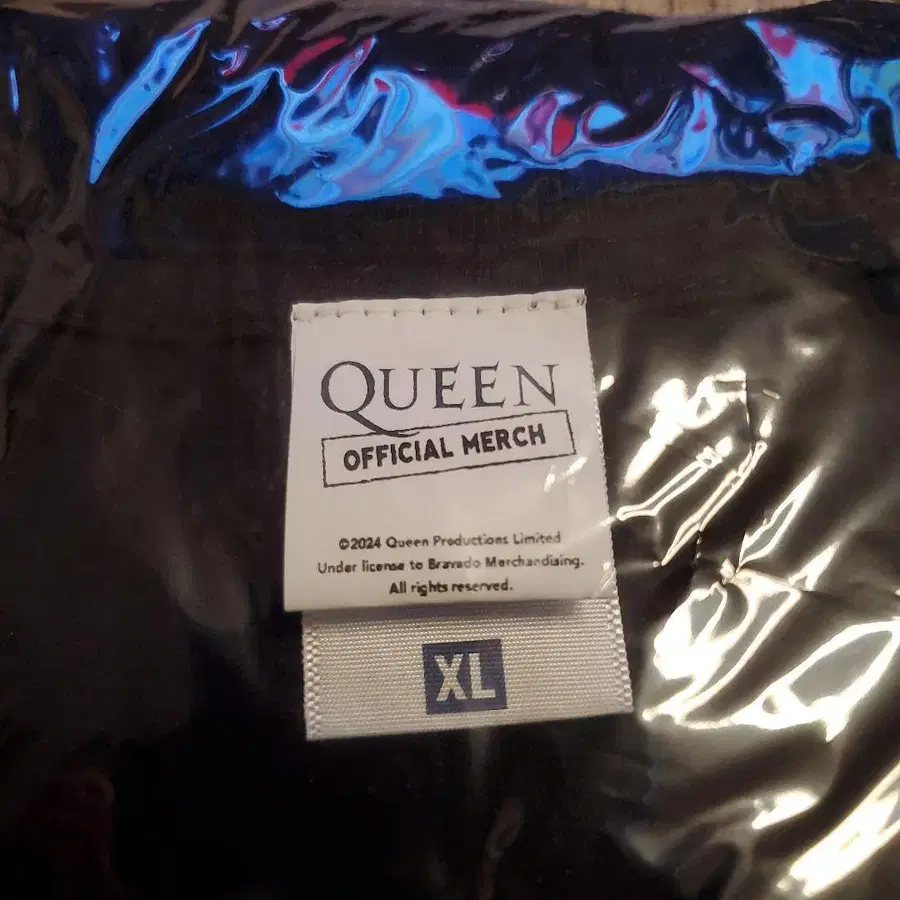 QUEEN
OFFICIAL MERCH
©2024 Queen Productions Limited
Under license to Bravado Merchandising.
All rights reserved.
XL